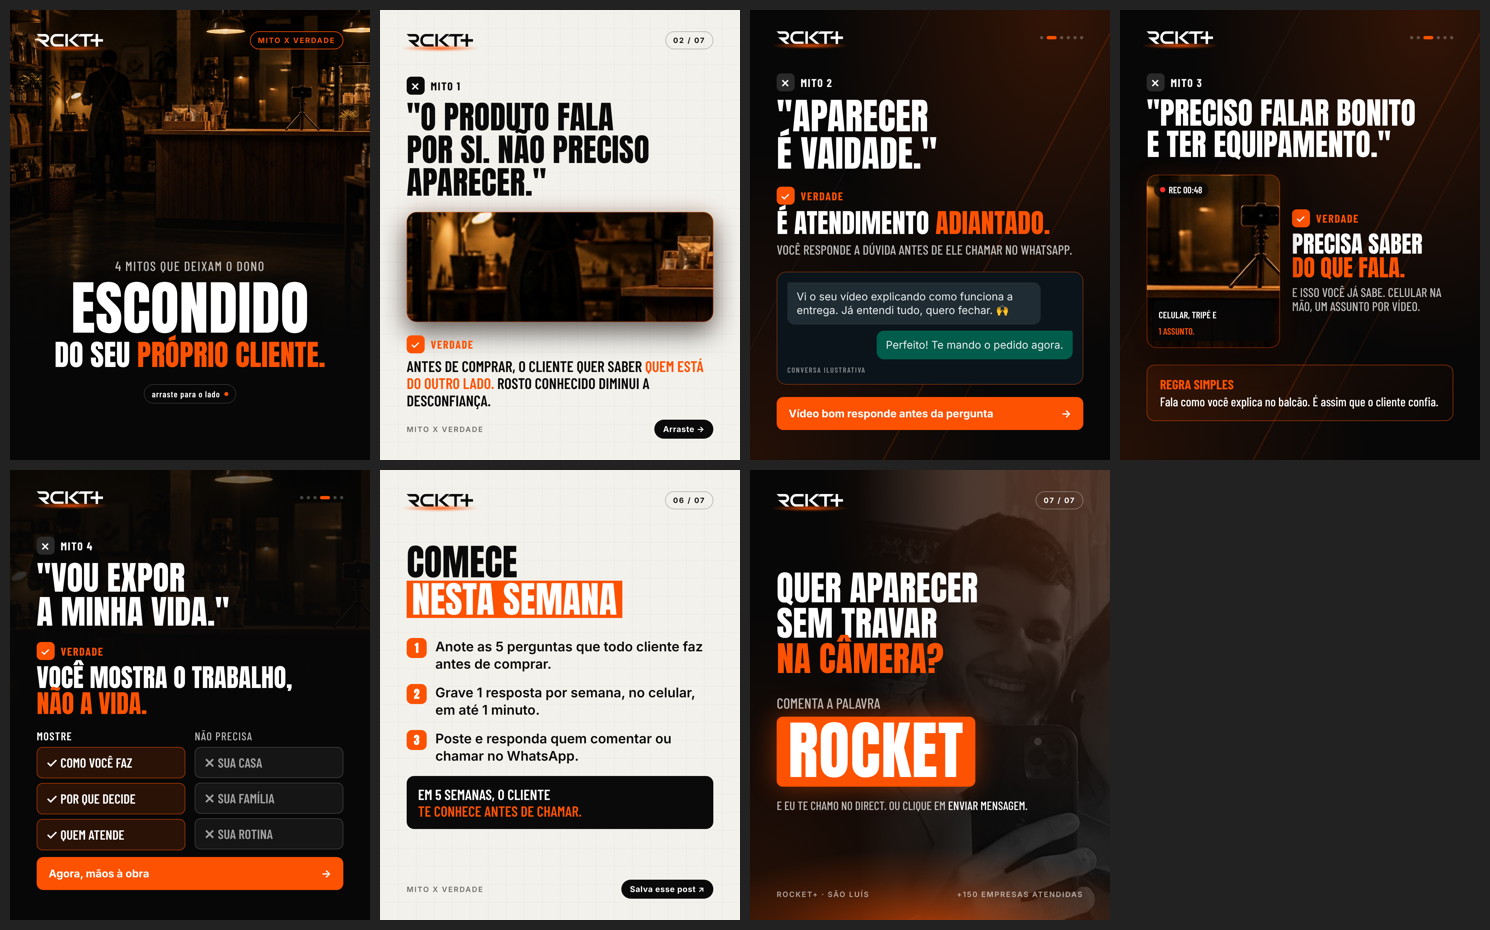 RCKT+
MITO X VERDADE
4 MITOS QUE DEIXAM O DONO
ESCONDIDO
DO SEU PRÓPRIO CLIENTE.
arraste para o lado
RCKT+
02 / 07
✕ MITO 1
"O PRODUTO FALA
POR SI. NÃO PRECISO
APARECER."
✓ VERDADE
ANTES DE COMPRAR, O CLIENTE QUER SABER QUEM ESTÁ
DO OUTRO LADO. ROSTO CONHECIDO DIMINUI A
DESCONFIANÇA.
MITO X VERDADE
Arraste →
RCKT+
✕ MITO 2
"APARECER
É VAIDADE."
✓ VERDADE
É ATENDIMENTO ADIANTADO.
VOCÊ RESPONDE A DÚVIDA ANTES DE ELE CHAMAR NO WHATSAPP.
Vi o seu vídeo explicando como funciona a
entrega. Já entendi tudo, quero fechar. 🙌
Perfeito! Te mando o pedido agora.
CONVERSA ILUSTRATIVA
Vídeo bom responde antes da pergunta →
RCKT+
✕ MITO 3
"PRECISO FALAR BONITO
E TER EQUIPAMENTO."
REC 00:48
CELULAR, TRIPÉ E
1 ASSUNTO.
✓ VERDADE
PRECISA SABER
DO QUE FALA.
E ISSO VOCÊ JÁ SABE. CELULAR NA
MÃO, UM ASSUNTO POR VÍDEO.
REGRA SIMPLES
Fala como você explica no balcão. É assim que o cliente confia.
RCKT+
✕ MITO 4
"VOU EXPOR
A MINHA VIDA."
✓ VERDADE
VOCÊ MOSTRA O TRABALHO,
NÃO A VIDA.
MOSTRE
✓ COMO VOCÊ FAZ
✓ POR QUE DECIDE
✓ QUEM ATENDE
NÃO PRECISA
✕ SUA CASA
✕ SUA FAMÍLIA
✕ SUA ROTINA
Agora, mãos à obra →
RCKT+
06 / 07
COMECE
NESTA SEMANA
1 Anote as 5 perguntas que todo cliente faz
antes de comprar.
2 Grave 1 resposta por semana, no celular,
em até 1 minuto.
3 Poste e responda quem comentar ou
chamar no WhatsApp.
EM 5 SEMANAS, O CLIENTE
TE CONHECE ANTES DE CHAMAR.
MITO X VERDADE
Salva esse post ↗
RCKT+
07 / 07
QUER APARECER
SEM TRAVAR
NA CÂMERA?
COMENTA A PALAVRA
ROCKET
E EU TE CHAMO NO DIRECT. OU CLIQUE EM ENVIAR MENSAGEM.
ROCKET+ · SÃO LUÍS
+150 EMPRESAS ATENDIDAS